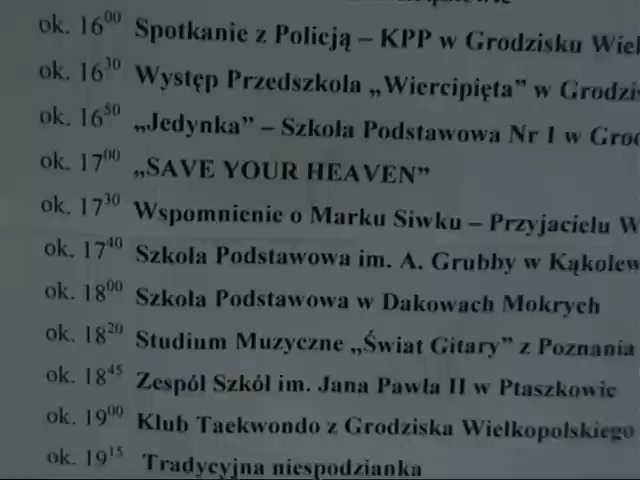 ok. 16⁰⁰ Spotkanie z Policją – KPP w Grodzisku
ok. 16³⁰ Występ Przedszkola „Wiercipięta” w
ok. 16⁵⁰ „Jedynka” – Szkoła Podstawowa Nr 1 w
ok. 17⁰⁰ „SAVE YOUR HEAVEN”
ok. 17³⁰ Wspomnienie o Marku Siwku – Przyjacielu W
ok. 17⁴⁰ Szkoła Podstawowa im. A. Grubby w Kąkolew
ok. 18⁰⁰ Szkoła Podstawowa w Dakowach Mokrych
ok. 18²⁰ Studium Muzyczne „Świat Gitary” z Poznania
ok. 18⁴⁵ Zespół Szkół im. Jana Pawła II w Ptaszkowie
ok. 19⁰⁰ Klub Taekwondo z Grodziska Wielkopolskiego
ok. 19¹⁵ Tradycyjna niespodzianka